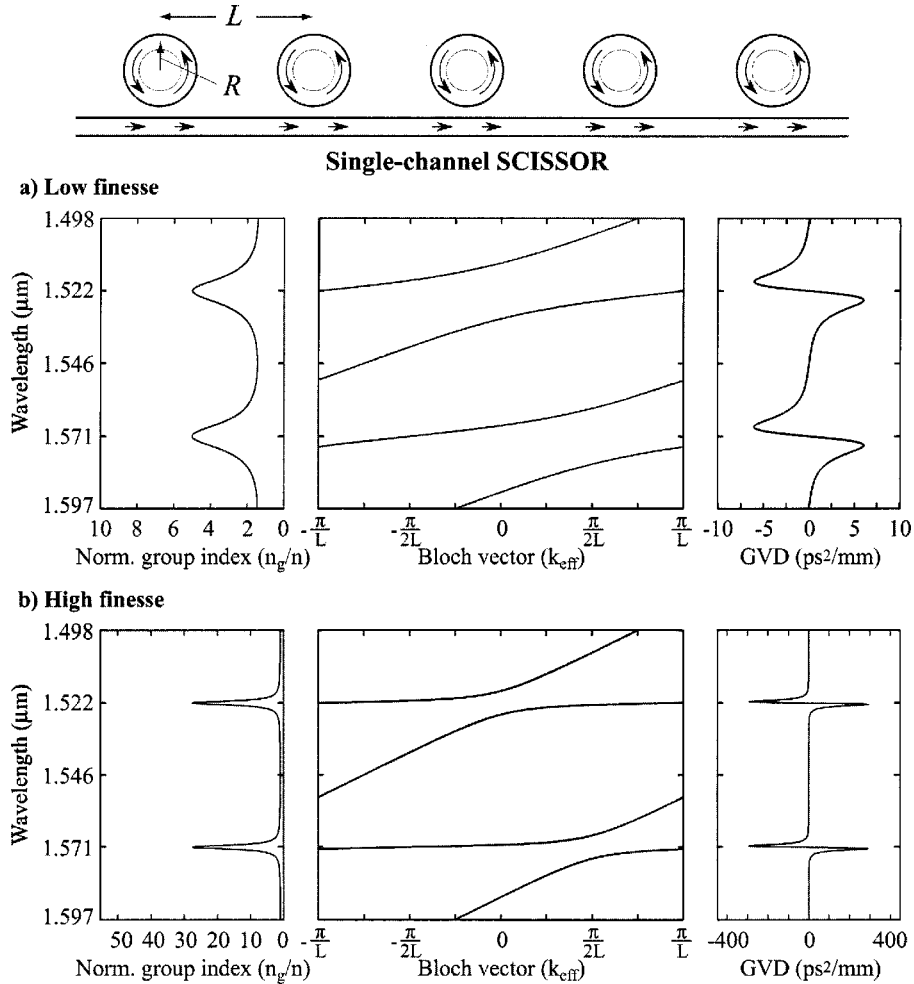 L
R
Single-channel SCISSOR
a) Low finesse
Wavelength (μm)
1.498
1.522
1.546
1.571
1.597
10 8 6 4 2 0
Norm. group index (n_g/n)
-π/L -π/2L 0 π/2L π/L
Bloch vector (k_eff)
-10 -5 0 5 10
GVD (ps²/mm)
b) High finesse
Wavelength (μm)
1.498
1.522
1.546
1.571
1.597
50 40 30 20 10 0
Norm. group index (n_g/n)
-π/L -π/2L 0 π/2L π/L
Bloch vector (k_eff)
-400 0 400
GVD (ps²/mm)